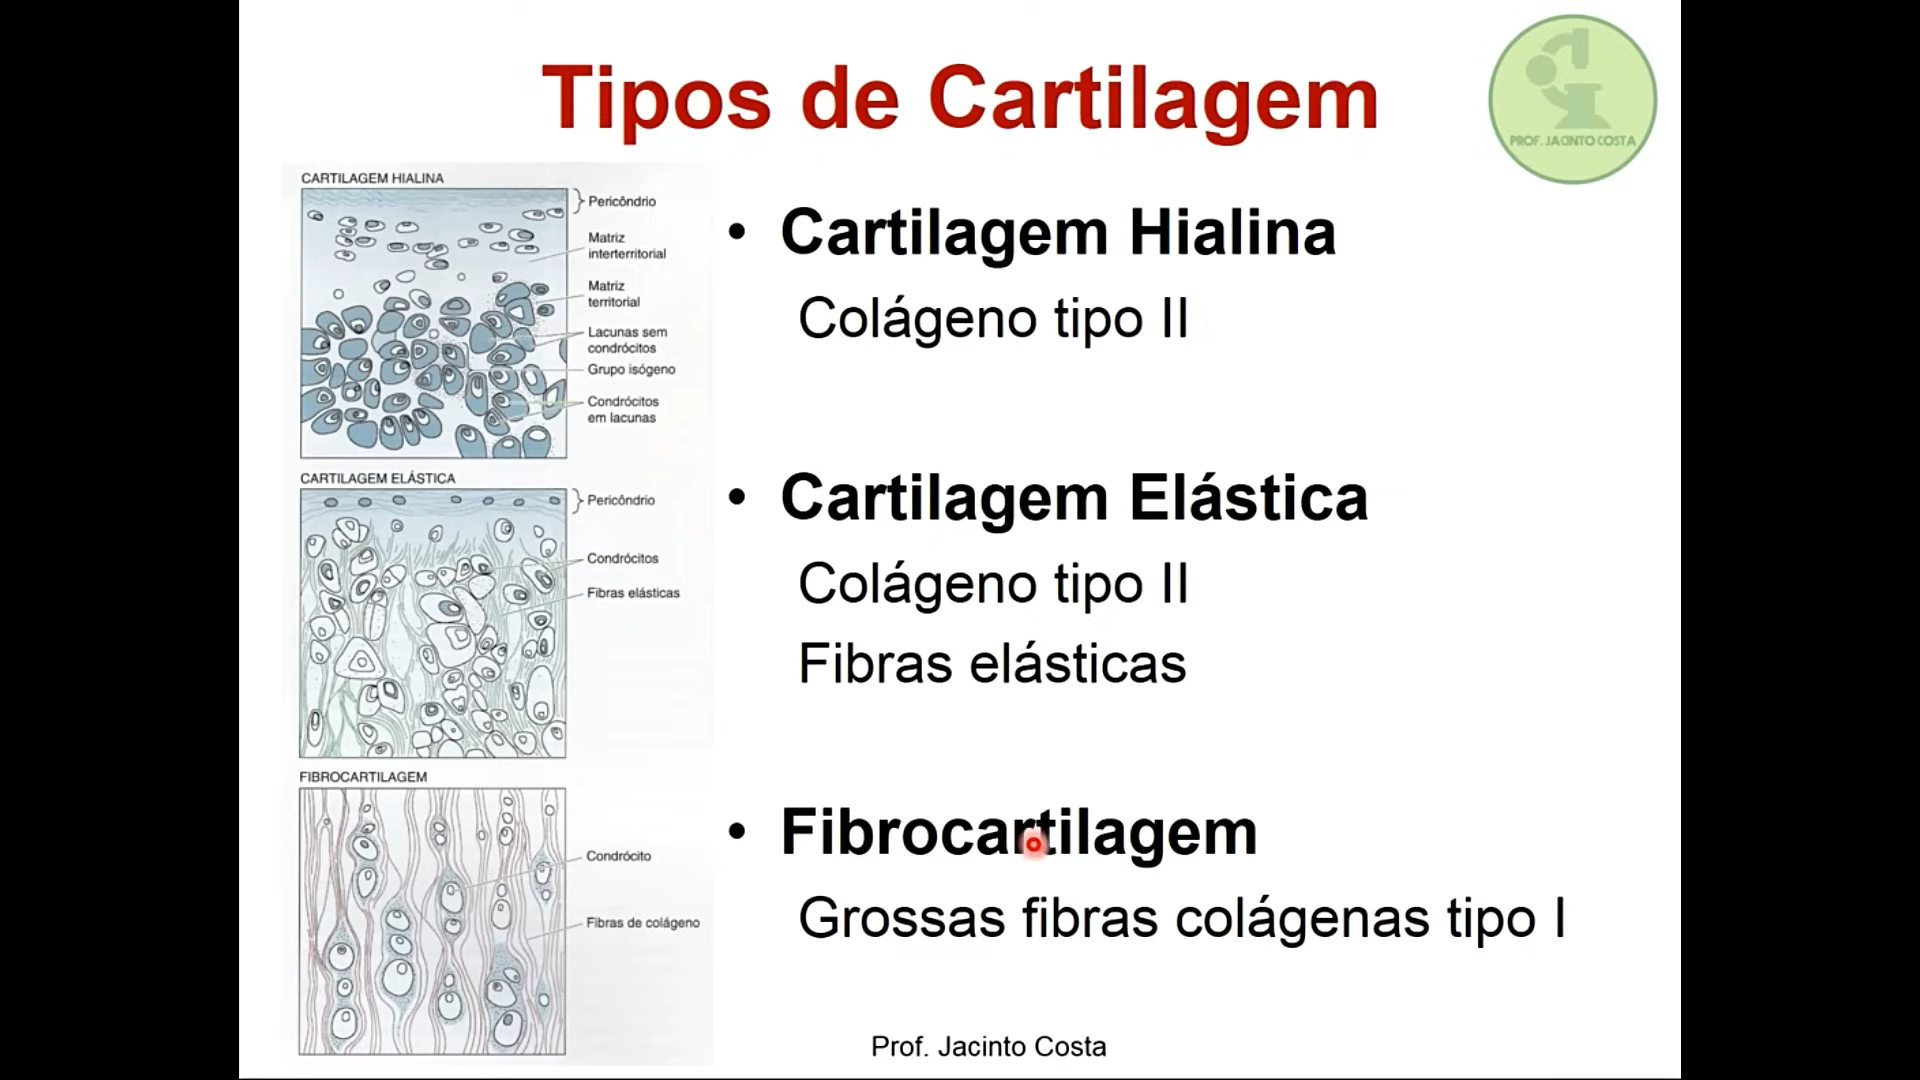 Tipos de Cartilagem
PROF. JACINTO COSTA
CARTILAGEM HIALINA
Pericôndrio
Matriz
interterritorial
Matriz
territorial
Lacunas sem
condrócitos
Grupo isógeno
Condrócitos
em lacunas
CARTILAGEM ELÁSTICA
Pericôndrio
Condrócitos
Fibras elásticas
FIBROCARTILAGEM
Condrócito
Fibras de colágeno
• Cartilagem Hialina
Colágeno tipo II
• Cartilagem Elástica
Colágeno tipo II
Fibras elásticas
• Fibrocartilagem
Grossas fibras colágenas tipo I
Prof. Jacinto Costa